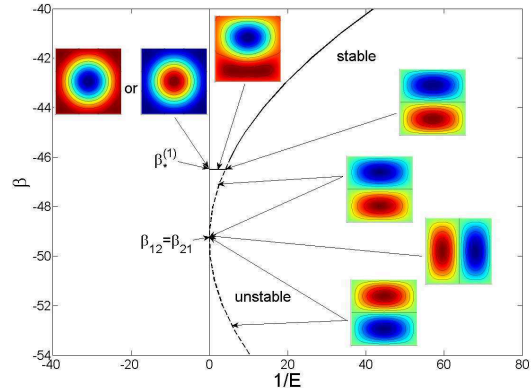 -40
-42
-44
-46
-48
-50
-52
-54
β
stable
or
β*^(1)
β12=β21
unstable
-40 -20 0 20 40 60 80
1/E